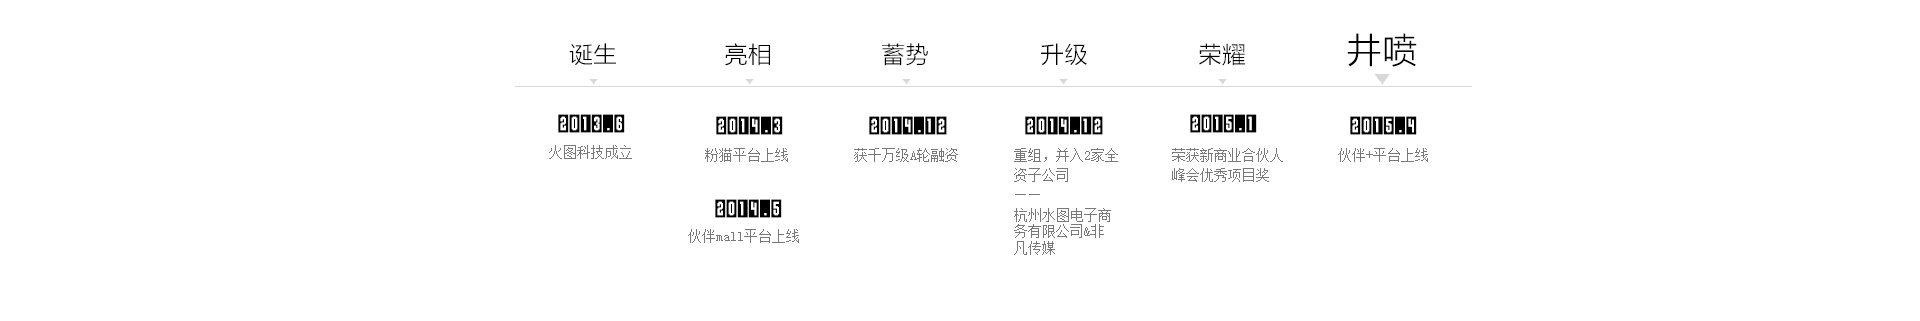 诞生
亮相
蓄势
升级
荣耀
井喷
2013.6
火图科技成立
2014.3
粉猫平台上线
2014.5
伙伴mall平台上线
2014.12
获千万级A轮融资
2014.12
重组，并入2家全
资子公司
——
杭州水图电子商
务有限公司&非
凡传媒
2015.1
荣获新商业合伙人
峰会优秀项目奖
2015.4
伙伴+平台上线